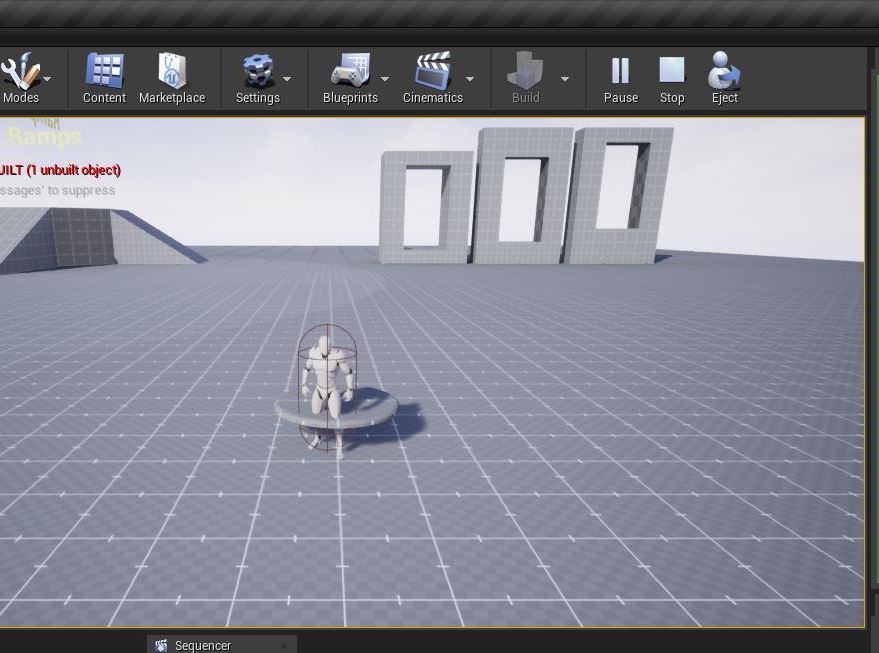 Modes
Content
Marketplace
Settings
Blueprints
Cinematics
Build
Pause
Stop
Eject
Ramps
UILT (1 unbuilt object)
ssages' to suppress
Sequencer